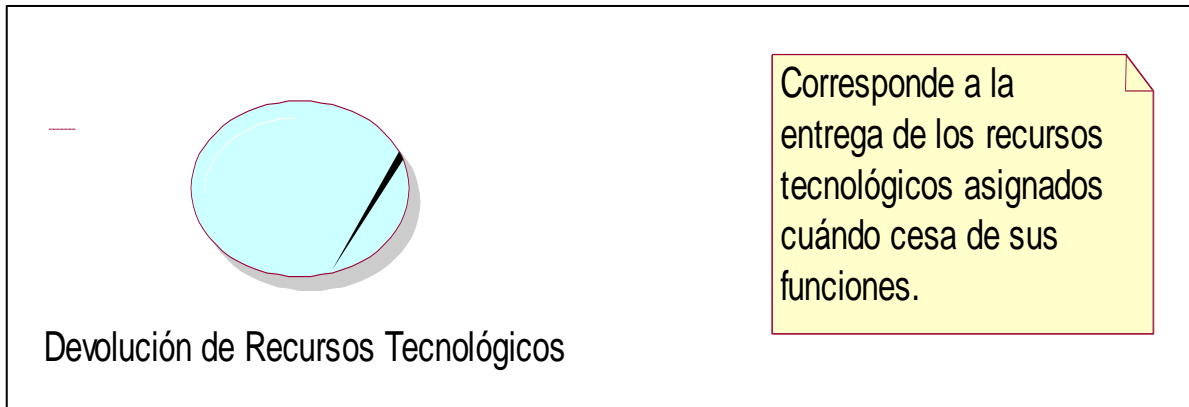 Corresponde a la
entrega de los recursos
tecnológicos asignados
cuándo cesa de sus
funciones.
Devolución de Recursos Tecnológicos